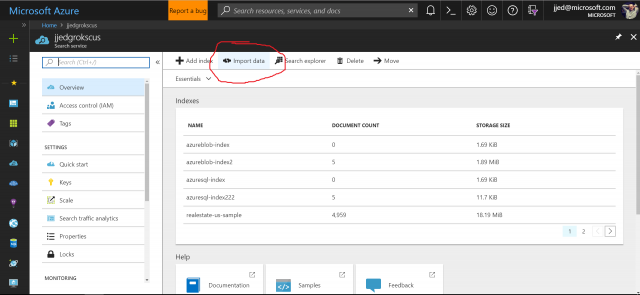 Microsoft Azure
Report a bug
Search resources, services, and docs
jjed@microsoft.com
MICROSOFT
Home > jjedgrokscus
jjedgrokscus
Search service
Search (Ctrl+/)
Overview
Access control (IAM)
Tags
SETTINGS
Quick start
Keys
Scale
Search traffic analytics
Properties
Locks
MONITORING
Add index
Import data
Search explorer
Delete
Move
Essentials
Indexes
NAME DOCUMENT COUNT STORAGE SIZE
azureblob-index 0 1.69 KiB
azureblob-index2 5 1.89 MiB
azuresql-index 0 1.69 KiB
azuresql-index222 5 11.7 KiB
realestate-us-sample 4,959 18.19 MiB
1 2
Help
Documentation
Samples
Feedback